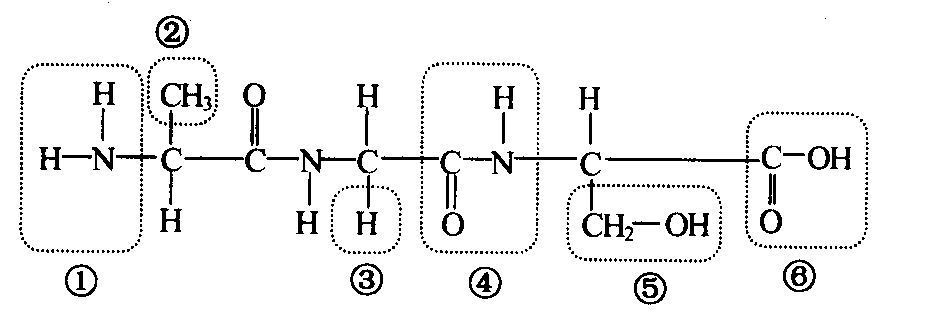 ②
H CH₃ O H H H
H—N—C—C—N—C—C—N—C—C—OH
H H H O CH₂—OH O
① ③ ④ ⑤ ⑥